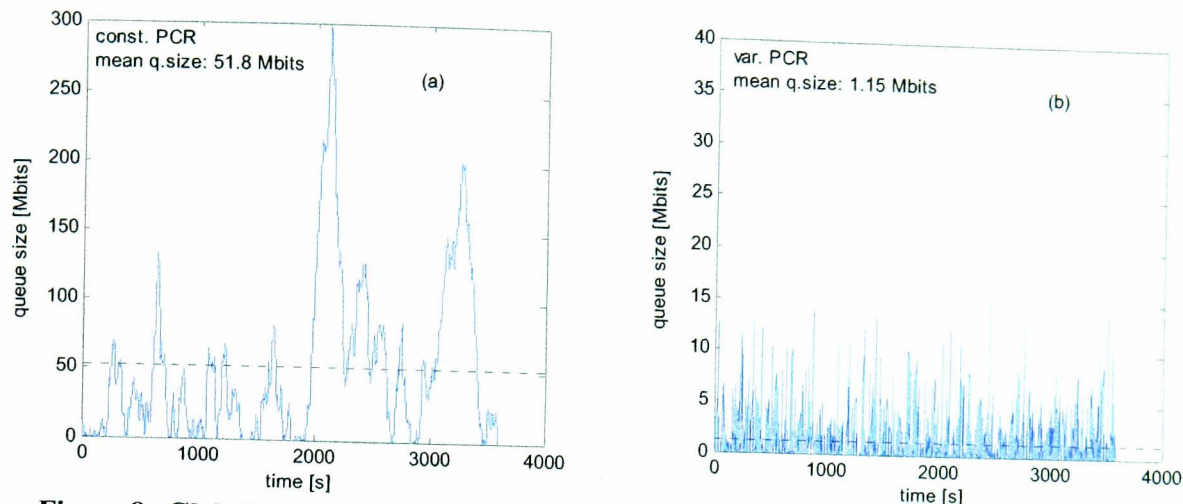 300
250
200
150
100
50
0
queue size [Mbits]
const. PCR
mean q.size: 51.8 Mbits
(a)
0
1000
2000
3000
4000
time [s]
40
35
30
25
20
15
10
5
0
queue size [Mbits]
var. PCR
mean q.size: 1.15 Mbits
(b)
0
1000
2000
3000
4000
time [s]